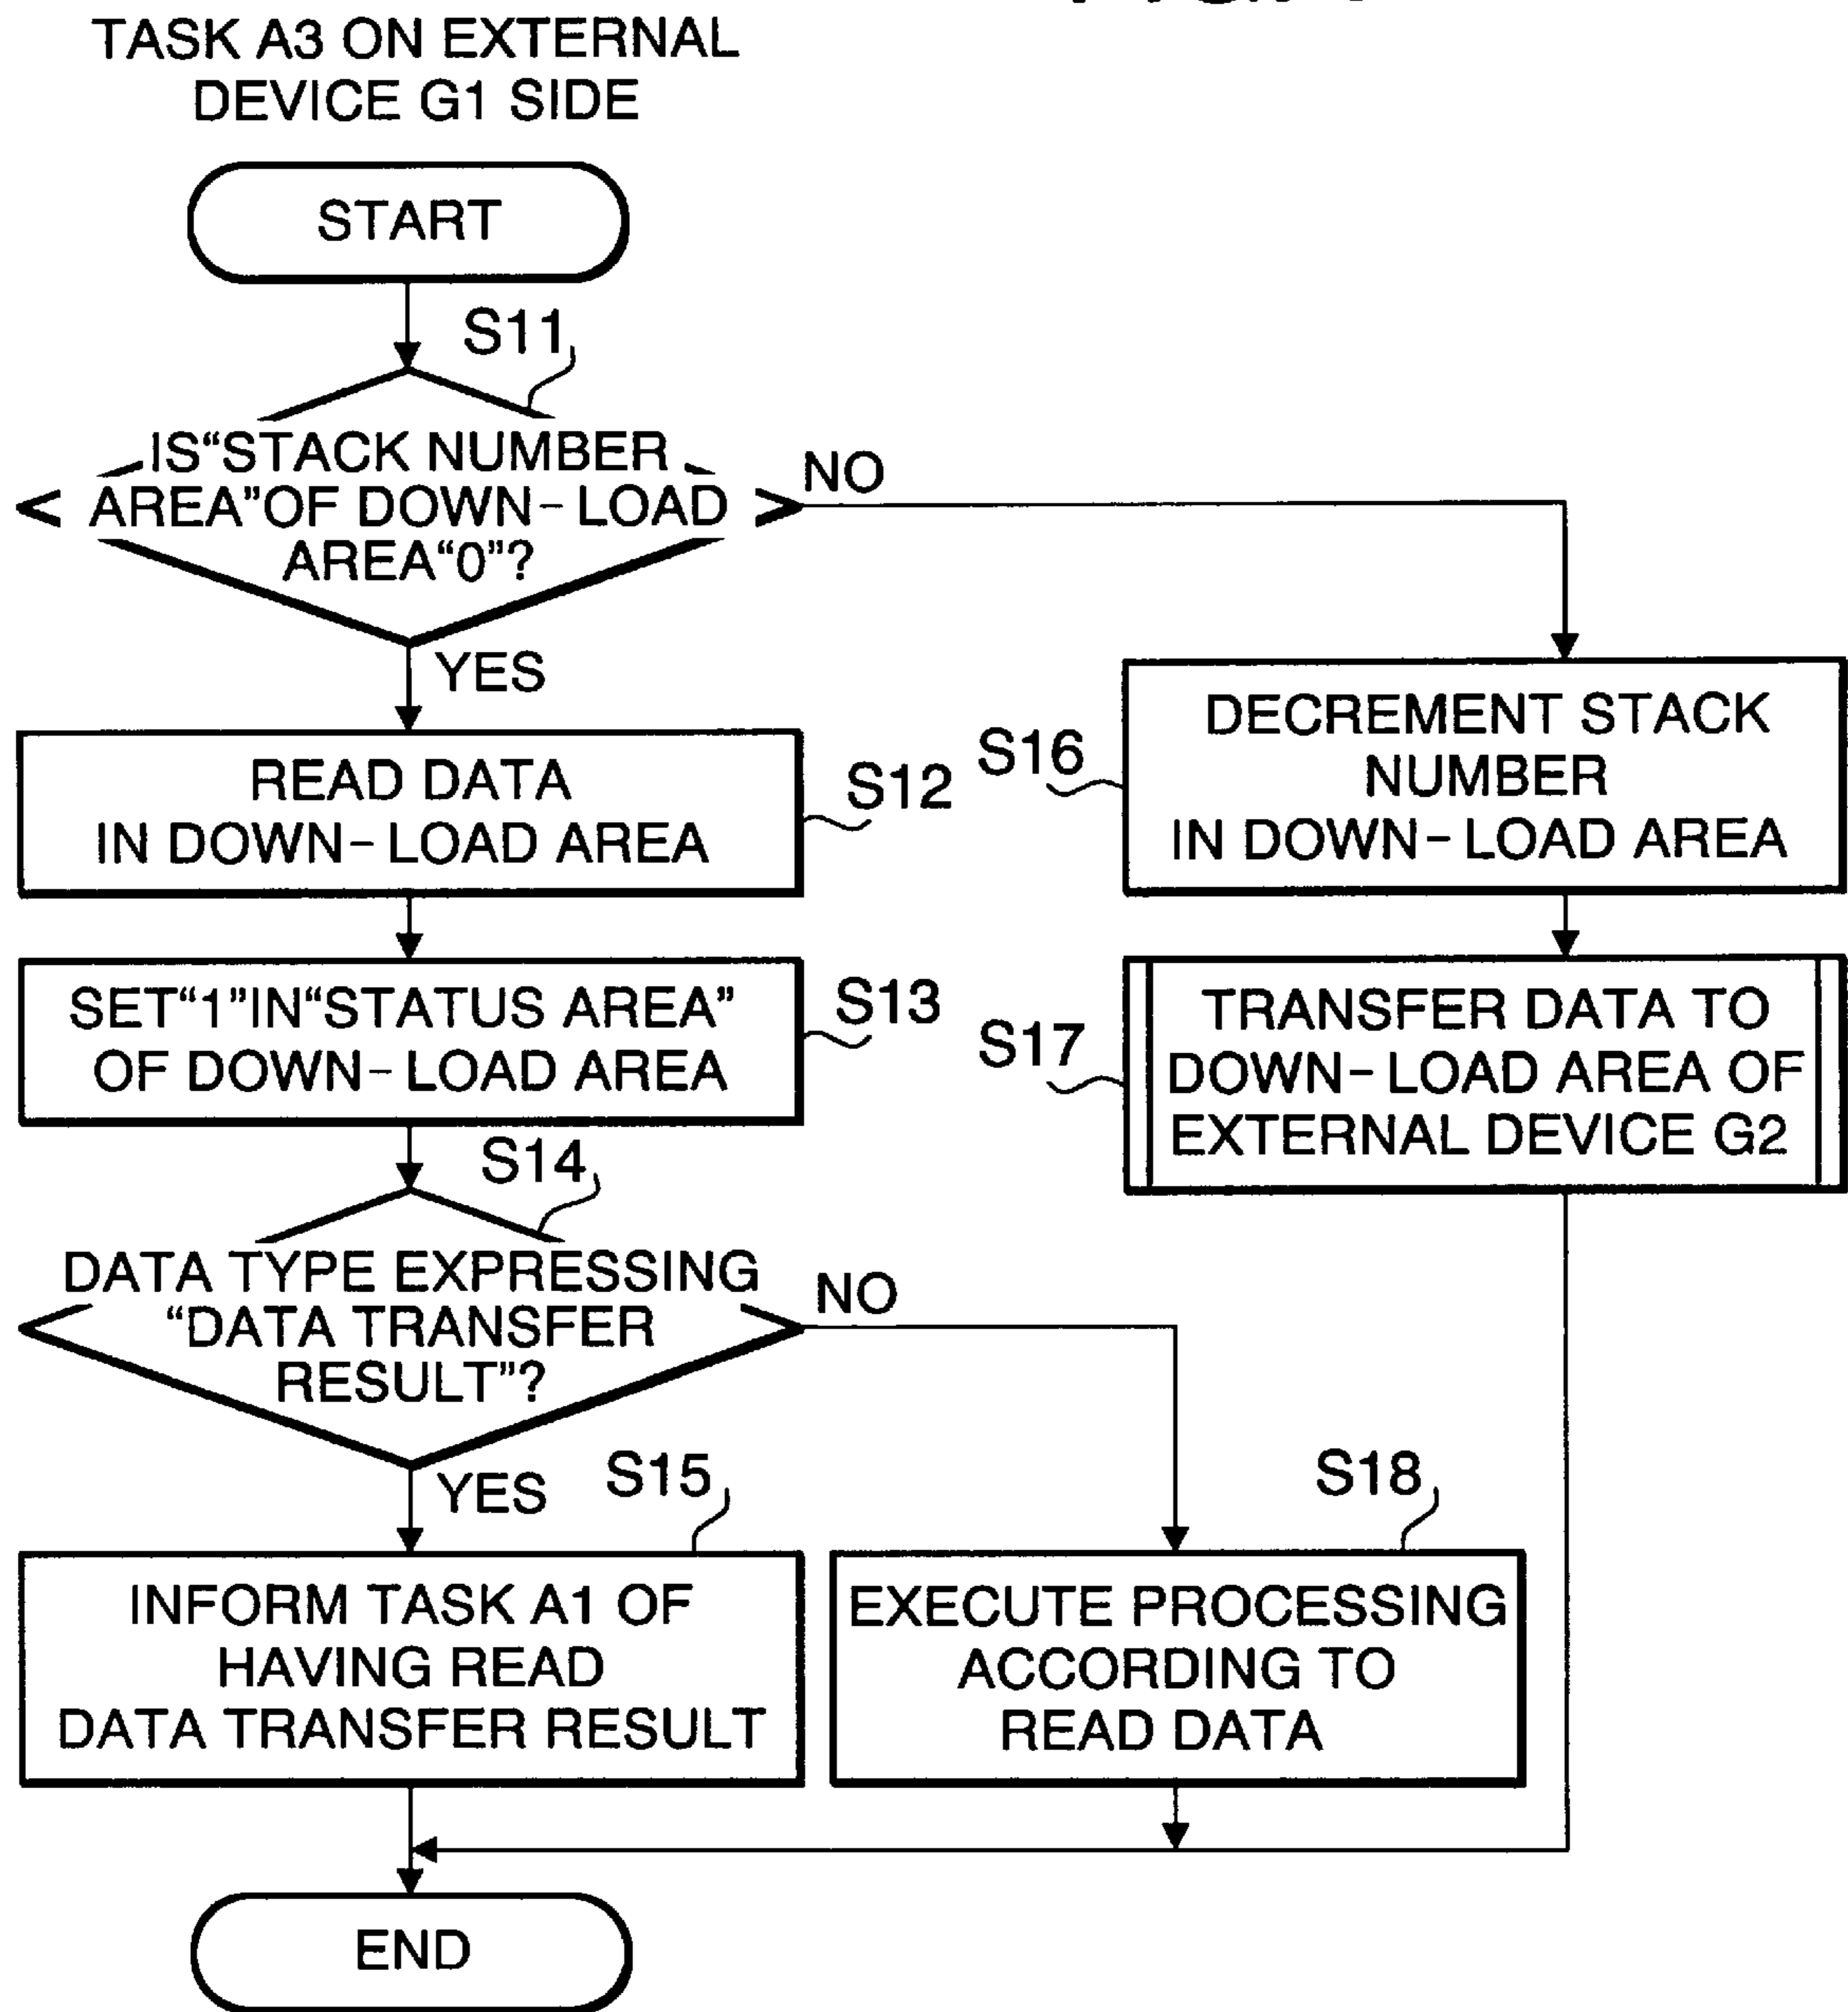 TASK A3 ON EXTERNAL
DEVICE G1 SIDE
START
S11
IS“STACK NUMBER
AREA”OF DOWN-LOAD
AREA“0”?
NO
YES
READ DATA
IN DOWN-LOAD AREA
S12
S16
DECREMENT STACK
NUMBER
IN DOWN-LOAD AREA
SET“1”IN“STATUS AREA”
OF DOWN-LOAD AREA
S13
S17
TRANSFER DATA TO
DOWN-LOAD AREA OF
EXTERNAL DEVICE G2
S14
DATA TYPE EXPRESSING
“DATA TRANSFER
RESULT”?
NO
YES
S15
INFORM TASK A1 OF
HAVING READ
DATA TRANSFER RESULT
S18
EXECUTE PROCESSING
ACCORDING TO
READ DATA
END